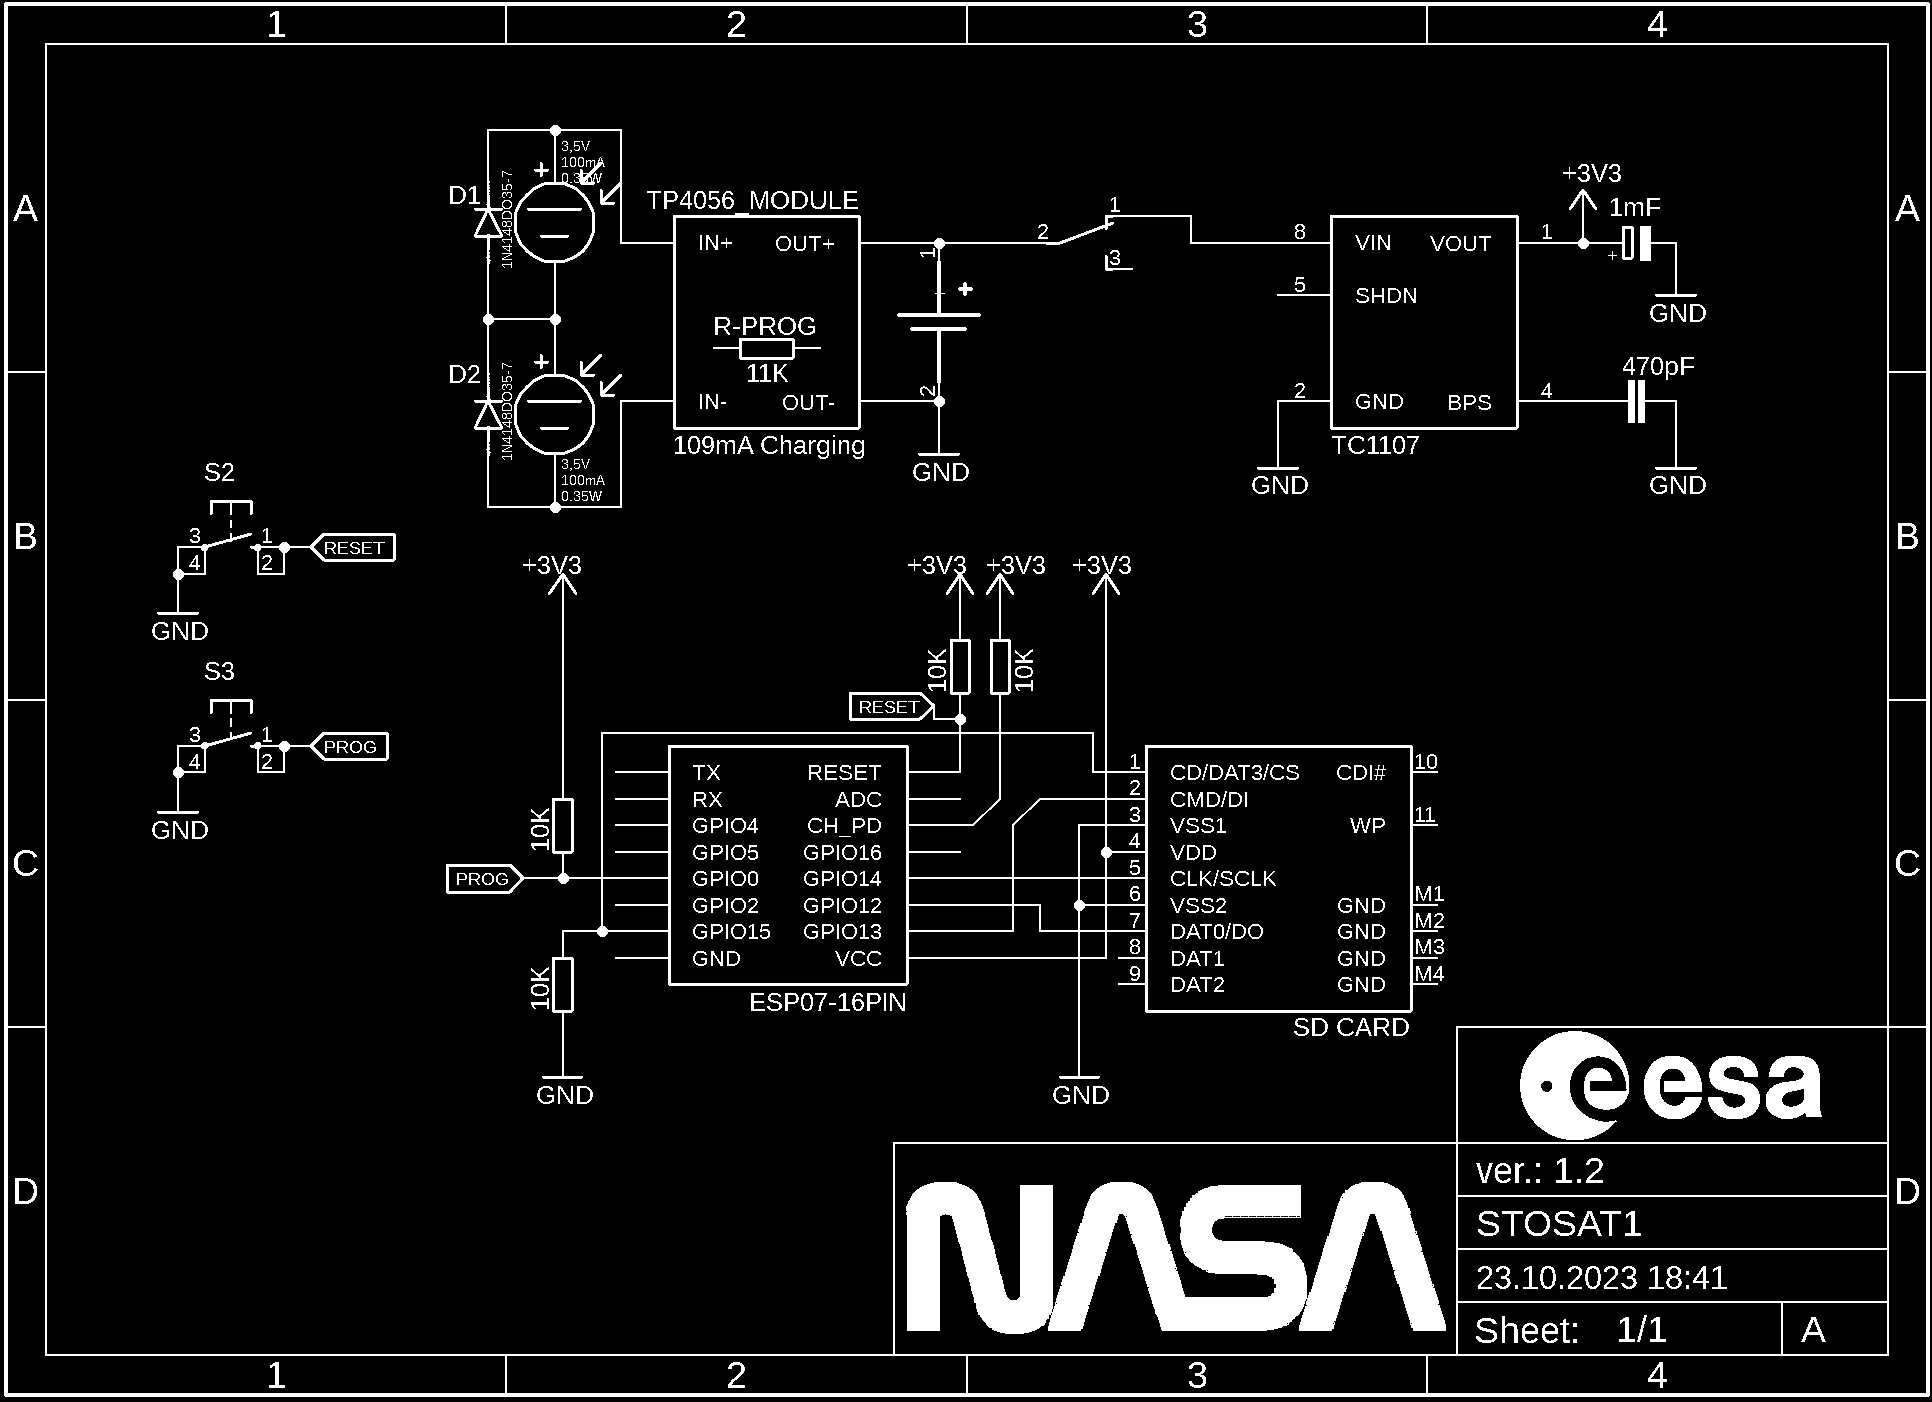 1 2 3 4
A
A
B
B
C
C
D
D
1 2 3 4
3,5V
100mA
0.35W
+
D1
1N4148DO35-7
+
D2
1N4148DO35-7
3,5V
100mA
0.35W
TP4056_MODULE
IN+ OUT+
R-PROG
11K
IN- OUT-
109mA Charging
1
+
2
GND
2 1
3
8 VIN VOUT 1
5 SHDN
2 GND BPS 4
TC1107
GND
+3V3
1mF
+
GND
470pF
GND
S2
3 1
4 2
RESET
GND
S3
3 1
4 2
PROG
GND
+3V3
10K
PROG
10K
GND
+3V3 +3V3 +3V3
10K 10K
RESET
TX RESET
RX ADC
GPIO4 CH_PD
GPIO5 GPIO16
GPIO0 GPIO14
GPIO2 GPIO12
GPIO15 GPIO13
GND VCC
ESP07-16PIN
1 CD/DAT3/CS CDI# 10
2 CMD/DI
3 VSS1 WP 11
4 VDD
5 CLK/SCLK
6 VSS2 GND M1
7 DAT0/DO GND M2
8 DAT1 GND M3
9 DAT2 GND M4
SD CARD
GND
esa
NASA
ver.: 1.2
STOSAT1
23.10.2023 18:41
Sheet: 1/1 A